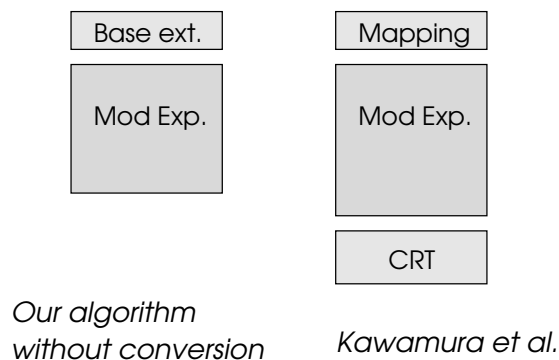 Base ext.
Mod Exp.
Our algorithm
without conversion
Mapping
Mod Exp.
CRT
Kawamura et al.